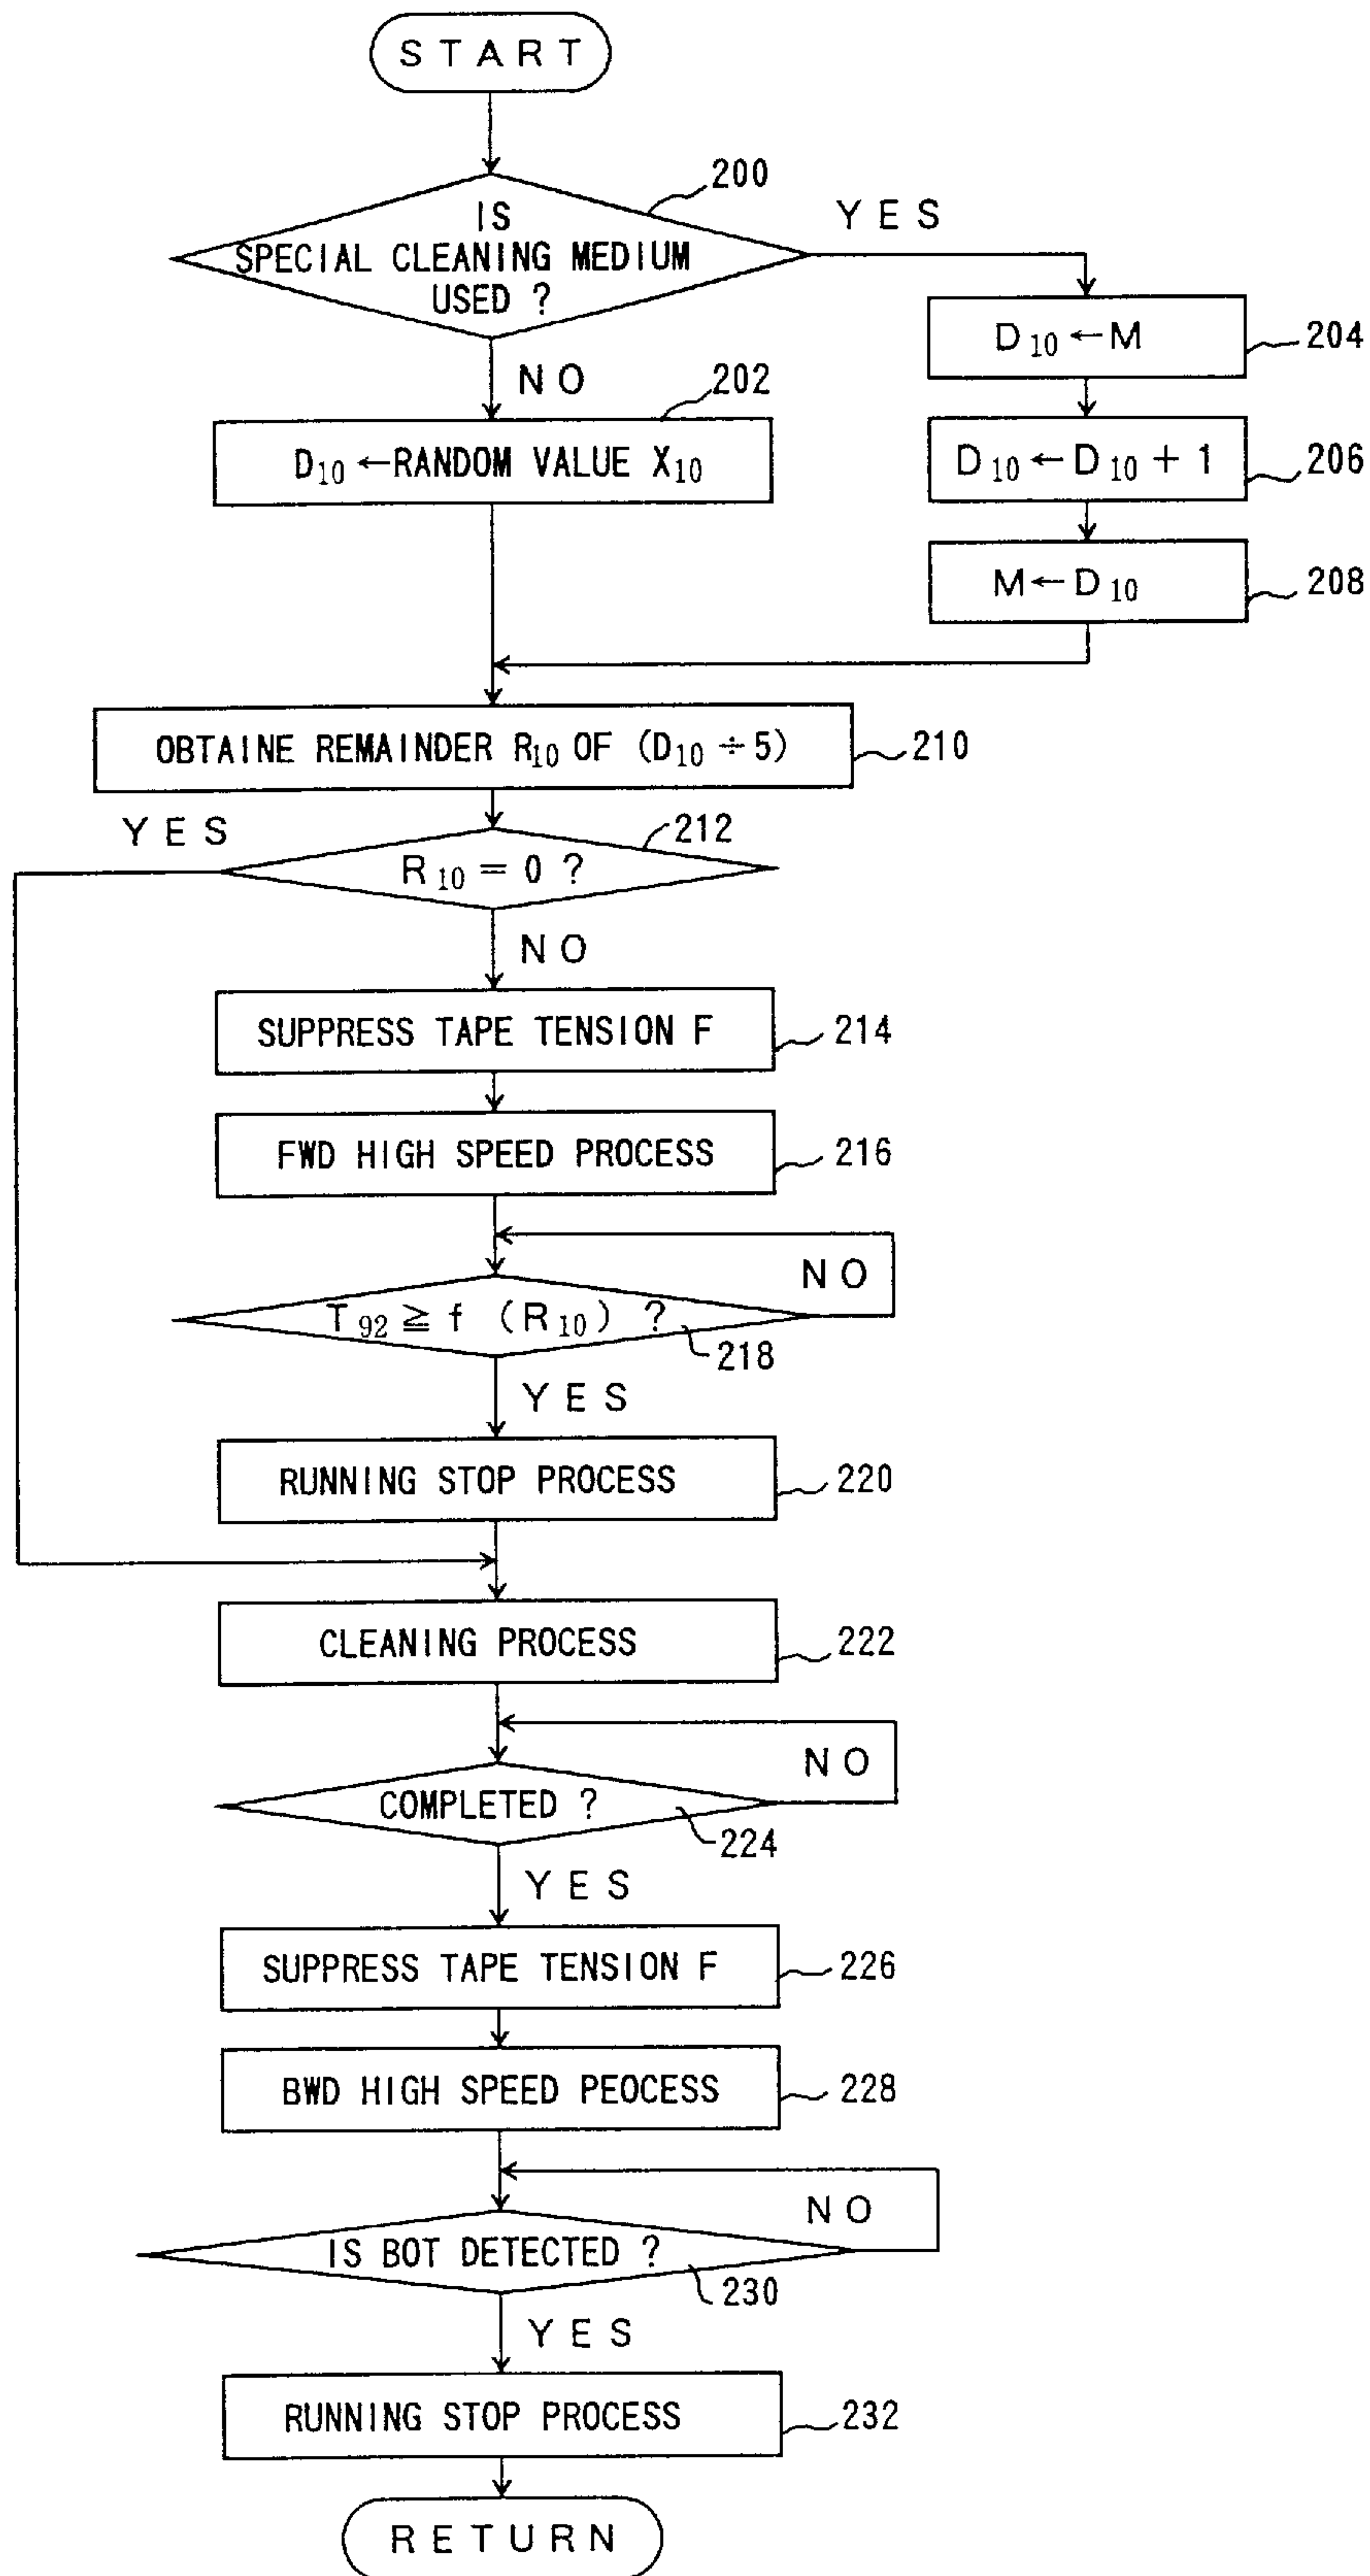 START
200
YES
IS
SPECIAL CLEANING MEDIUM
USED ?
D₁₀ ← M
204
NO
202
D₁₀ ← RANDOM VALUE X₁₀
D₁₀ ← D₁₀ + 1
206
M ← D₁₀
208
OBTAINE REMAINDER R₁₀ OF (D₁₀ ÷ 5)
210
YES
212
R₁₀ = 0 ?
NO
SUPPRESS TAPE TENSION F
214
FWD HIGH SPEED PROCESS
216
NO
T₉₂ ≧ f (R₁₀) ?
218
YES
RUNNING STOP PROCESS
220
CLEANING PROCESS
222
NO
COMPLETED ?
224
YES
SUPPRESS TAPE TENSION F
226
BWD HIGH SPEED PEOCESS
228
NO
IS BOT DETECTED ?
230
YES
RUNNING STOP PROCESS
232
RETURN